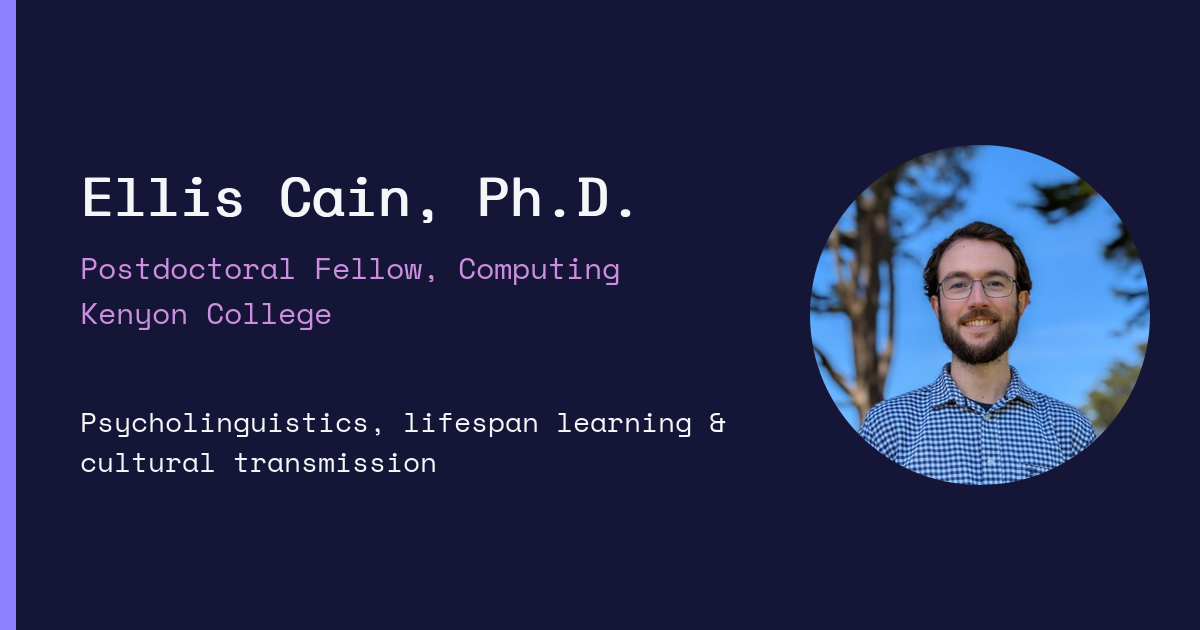 Ellis Cain, Ph.D.
Postdoctoral Fellow, Computing
Kenyon College
Psycholinguistics, lifespan learning &
cultural transmission